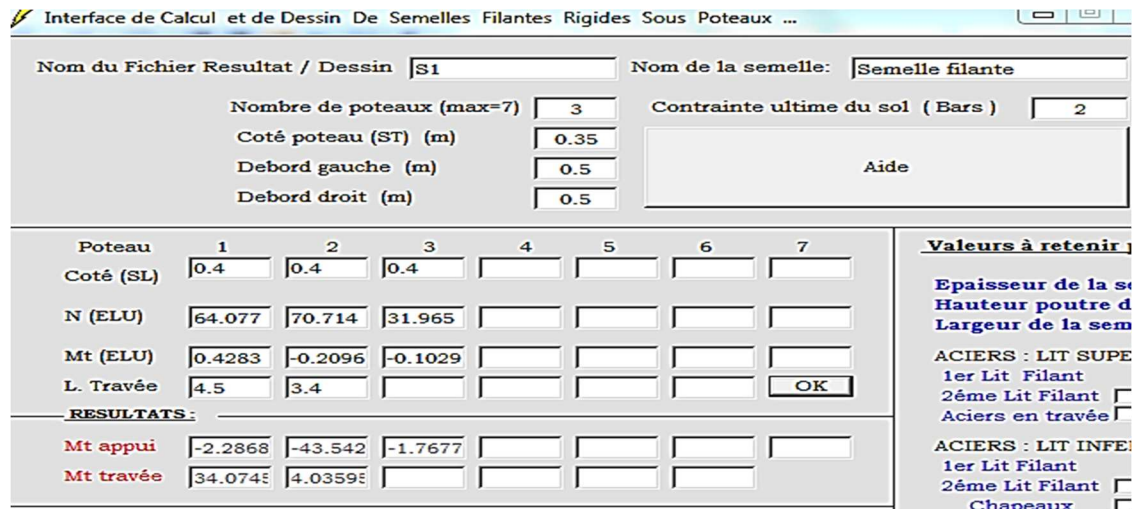 Interface de Calcul et de Dessin De Semelles Filantes Rigides Sous Poteaux ...
Nom du Fichier Resultat / Dessin S1 Nom de la semelle: Semelle filante
Nombre de poteaux (max=7) 3 Contrainte ultime du sol ( Bars ) 2
Coté poteau (ST) (m) 0.35
Debord gauche (m) 0.5 Aide
Debord droit (m) 0.5
Poteau 1 2 3 4 5 6 7
Coté (SL) 0.4 0.4 0.4
N (ELU) 64.077 70.714 31.965
Mt (ELU) 0.4283 -0.2096 -0.1029
L. Travée 4.5 3.4 OK
RESULTATS :
Mt appui -2.2868 -43.542 -1.7677
Mt travée 34.0745 4.03595
Valeurs à retenir
Epaisseur de la
Hauteur poutre
Largeur de la
ACIERS : LIT
1er Lit Filant
2éme Lit Filant
Aciers en travée
ACIERS : LIT
1er Lit Filant
2éme Lit Filant
Chapeaux